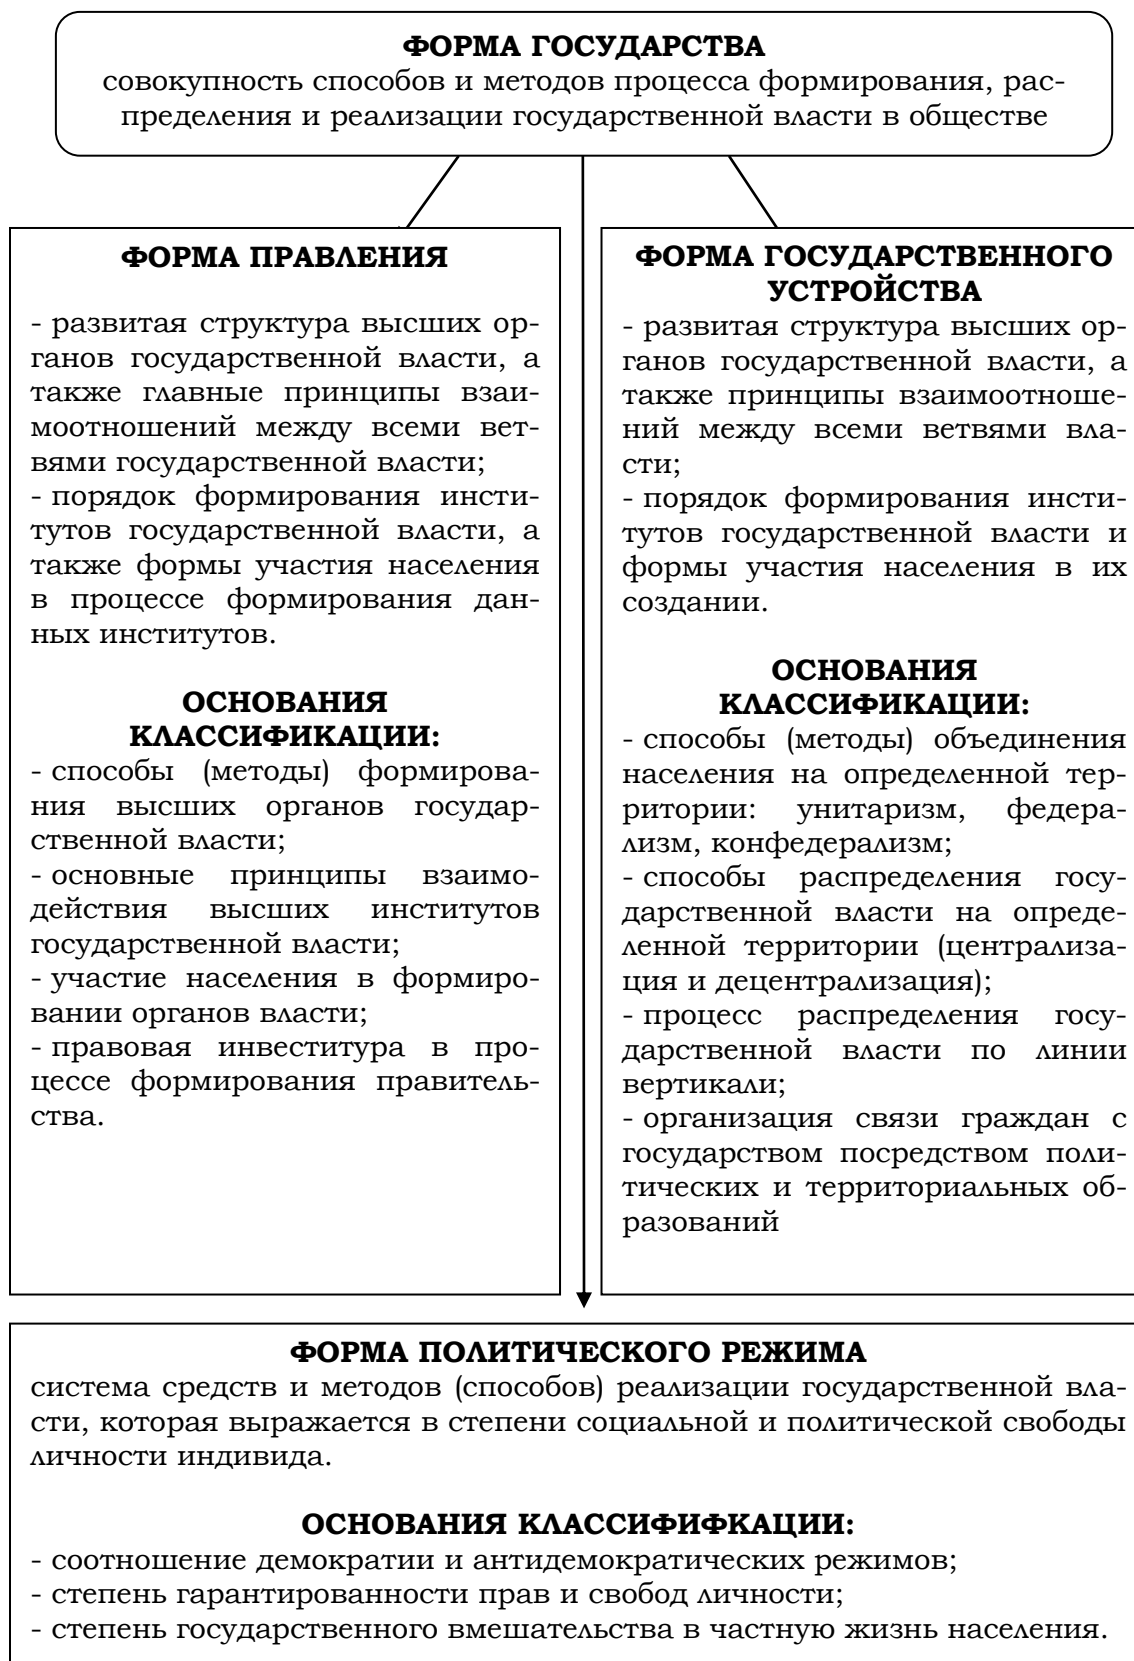 ФОРМА ГОСУДАРСТВА
совокупность способов и методов процесса формирования, рас-
пределения и реализации государственной власти в обществе
ФОРМА ПРАВЛЕНИЯ
- развитая структура высших ор-
ганов государственной власти, а
также главные принципы взаи-
моотношений между всеми вет-
вями государственной власти;
- порядок формирования инсти-
тутов государственной власти, а
также формы участия населения
в процессе формирования дан-
ных институтов.
ОСНОВАНИЯ
КЛАССИФИКАЦИИ:
- способы (методы) формирова-
ния высших органов государ-
ственной власти;
- основные принципы взаимо-
действия высших институтов
государственной власти;
- участие населения в формиро-
вании органов власти;
- правовая инвеститура в про-
цессе формирования правитель-
ства.
ФОРМА ГОСУДАРСТВЕННОГО
УСТРОЙСТВА
- развитая структура высших ор-
ганов государственной власти, а
также принципы взаимоотноше-
ний между всеми ветвями вла-
сти;
- порядок формирования инсти-
тутов государственной власти и
формы участия населения в их
создании.
ОСНОВАНИЯ
КЛАССИФИКАЦИИ:
- способы (методы) объединения
населения на определенной тер-
ритории: унитаризм, федера-
лизм, конфедерализм;
- способы распределения госу-
дарственной власти на опреде-
ленной территории (централиза-
ция и децентрализация);
- процесс распределения госу-
дарственной власти по линии
вертикали;
- организация связи граждан с
государством посредством поли-
тических и территориальных об-
разований
ФОРМА ПОЛИТИЧЕСКОГО РЕЖИМА
система средств и методов (способов) реализации государственной вла-
сти, которая выражается в степени социальной и политической свободы
личности индивида.
ОСНОВАНИЯ КЛАССИФИФКАЦИИ:
- соотношение демократии и антидемократических режимов;
- степень гарантированности прав и свобод личности;
- степень государственного вмешательства в частную жизнь населения.